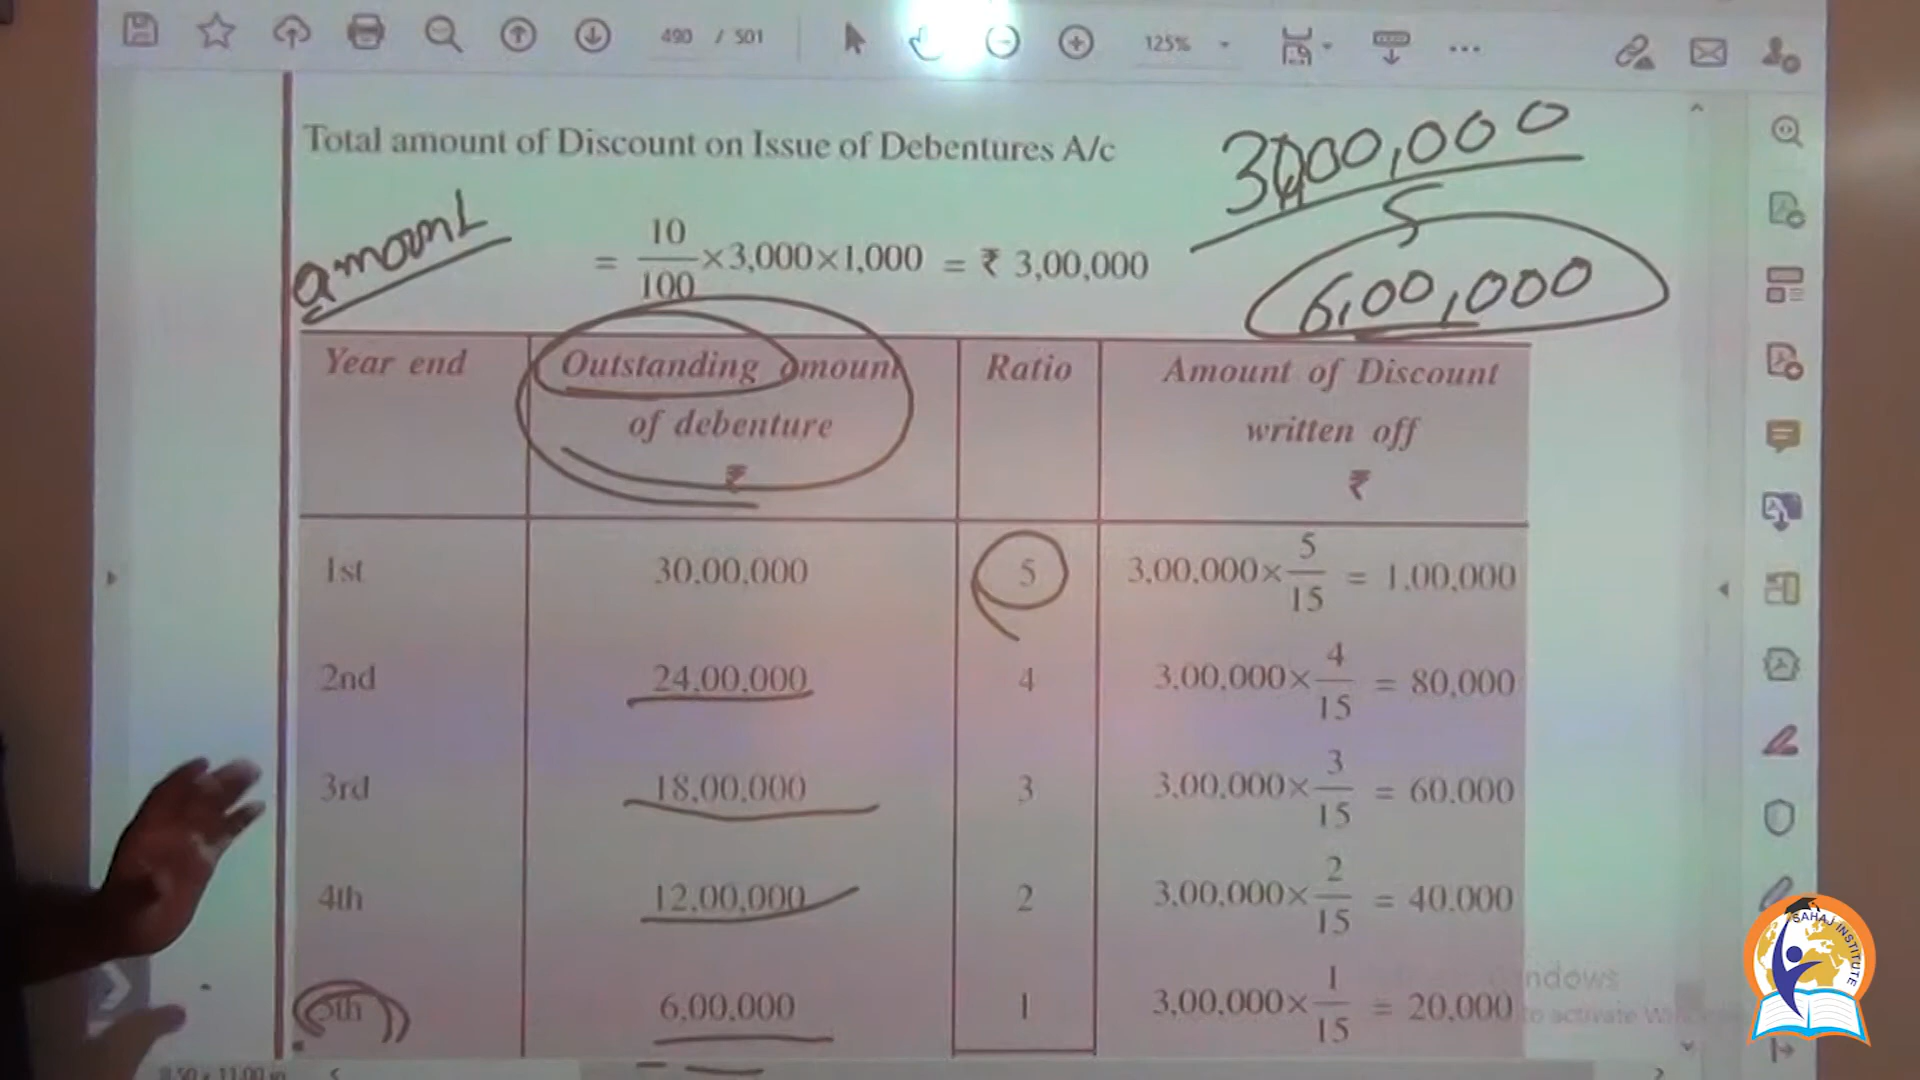 490 / 501
125%
Total amount of Discount on Issue of Debentures A/c
3000,000
5
6,00,000
amount
= 10/100 ×3,000×1,000 = ₹ 3,00,000
Year end Outstanding amount of debenture ₹ Ratio Amount of Discount written off ₹
1st 30,00,000 5 3,00,000× 5/15 = 1,00,000
2nd 24,00,000 4 3,00,000× 4/15 = 80,000
3rd 18,00,000 3 3,00,000× 3/15 = 60,000
4th 12,00,000 2 3,00,000× 2/15 = 40,000
5th 6,00,000 1 3,00,000× 1/15 = 20,000
SAHAJ INSTITUTE